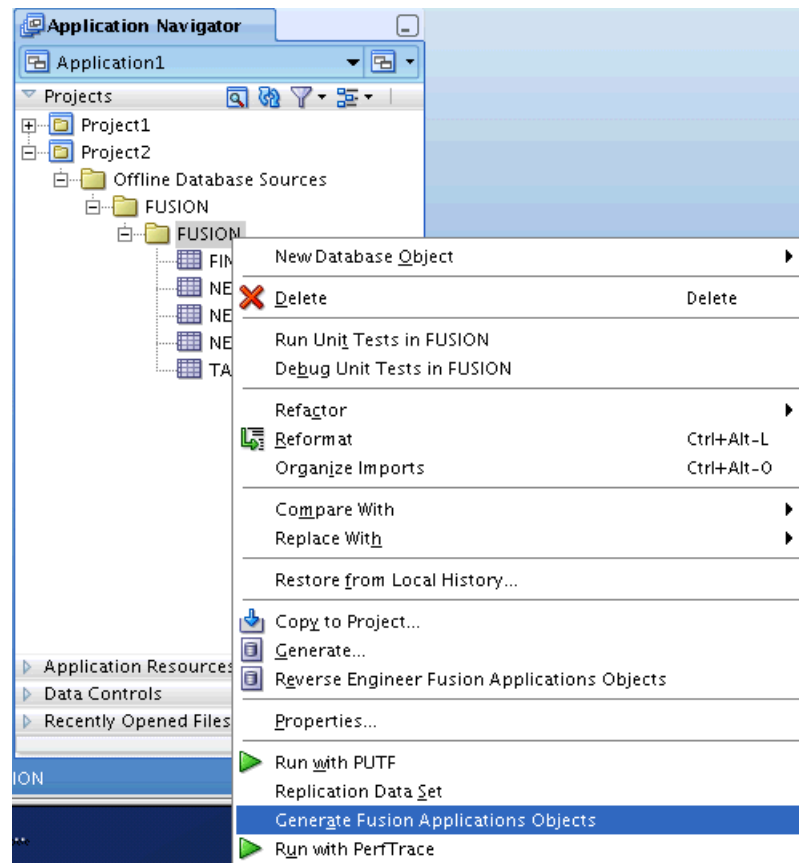 Application Navigator
Application1
Projects
Project1
Project2
Offline Database Sources
FUSION
FUSION
FIN
NE
NE
NE
TA
New Database Object
Delete Delete
Run Unit Tests in FUSION
Debug Unit Tests in FUSION
Refactor
Reformat Ctrl+Alt-L
Organize Imports Ctrl+Alt-O
Compare With
Replace With
Restore from Local History...
Copy to Project...
Generate...
Reverse Engineer Fusion Applications Objects
Properties...
Run with PUTF
Replication Data Set
Generate Fusion Applications Objects
Run with PerfTrace
Application Resources
Data Controls
Recently Opened Files
ION
...